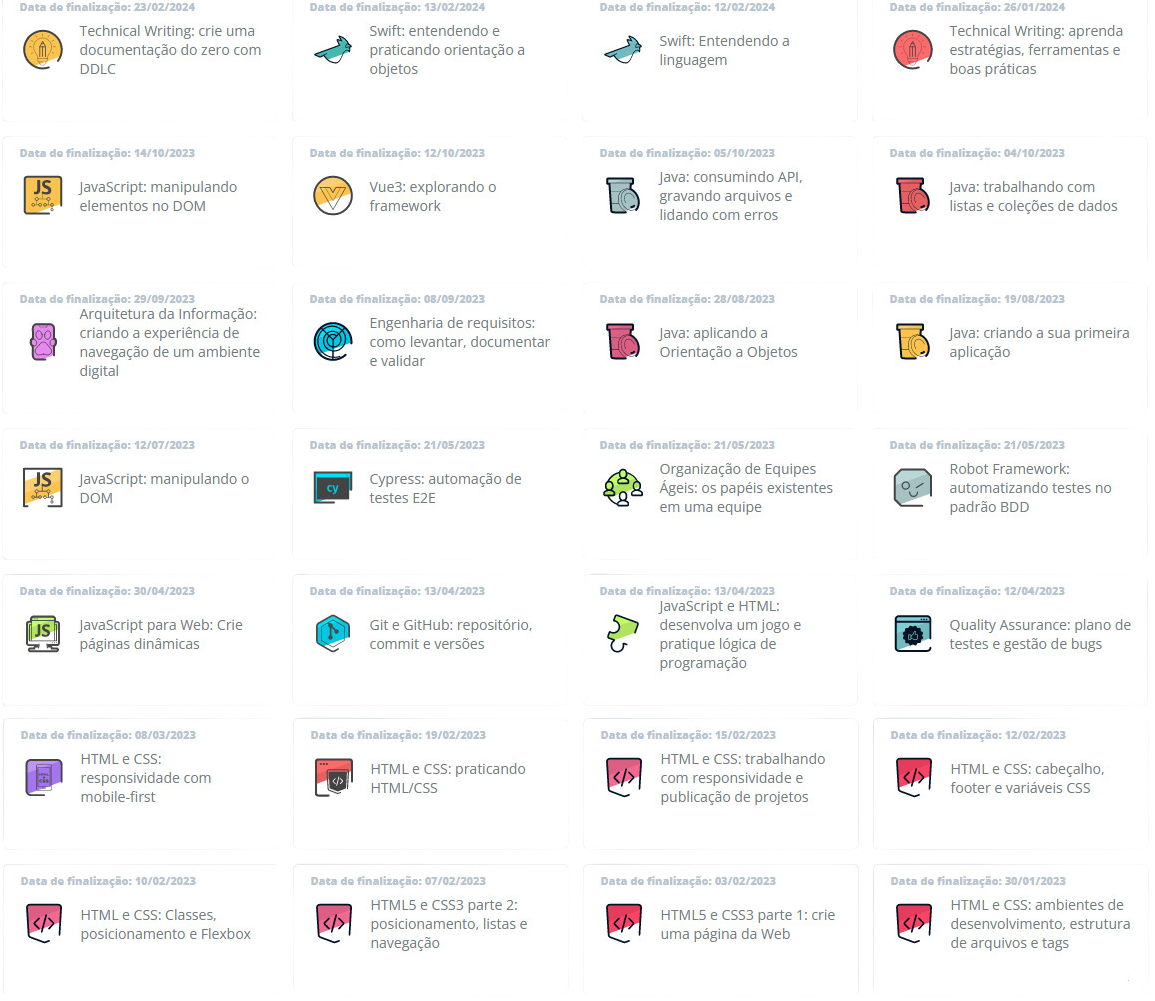 Data de finalização: 23/02/2024
Technical Writing: crie uma
documentação do zero com
DDLC
Data de finalização: 13/02/2024
Swift: entendendo e
praticando orientação a
objetos
Data de finalização: 12/02/2024
Swift: Entendendo a
linguagem
Data de finalização: 26/01/2024
Technical Writing: aprenda
estratégias, ferramentas e
boas práticas
Data de finalização: 14/10/2023
JS
JavaScript: manipulando
elementos no DOM
Data de finalização: 12/10/2023
Vue3: explorando o
framework
Data de finalização: 05/10/2023
Java: consumindo API,
gravando arquivos e
lidando com erros
Data de finalização: 04/10/2023
Java: trabalhando com
listas e coleções de dados
Data de finalização: 29/09/2023
Arquitetura da Informação:
criando a experiência de
navegação de um ambiente
digital
Data de finalização: 08/09/2023
Engenharia de requisitos:
como levantar, documentar
e validar
Data de finalização: 28/08/2023
Java: aplicando a
Orientação a Objetos
Data de finalização: 19/08/2023
Java: criando a sua primeira
aplicação
Data de finalização: 12/07/2023
JS
JavaScript: manipulando o
DOM
Data de finalização: 21/05/2023
cy
Cypress: automação de
testes E2E
Data de finalização: 21/05/2023
Organização de Equipes
Ágeis: os papéis existentes
em uma equipe
Data de finalização: 21/05/2023
Robot Framework:
automatizando testes no
padrão BDD
Data de finalização: 30/04/2023
JS
JavaScript para Web: Crie
páginas dinâmicas
Data de finalização: 13/04/2023
Git e GitHub: repositório,
commit e versões
Data de finalização: 13/04/2023
JavaScript e HTML:
desenvolva um jogo e
pratique lógica de
programação
Data de finalização: 12/04/2023
Quality Assurance: plano de
testes e gestão de bugs
Data de finalização: 08/03/2023
HTML e CSS:
responsividade com
mobile-first
Data de finalização: 19/02/2023
</>
HTML e CSS: praticando
HTML/CSS
Data de finalização: 15/02/2023
</>
HTML e CSS: trabalhando
com responsividade e
publicação de projetos
Data de finalização: 12/02/2023
</>
HTML e CSS: cabeçalho,
footer e variáveis CSS
Data de finalização: 10/02/2023
</>
HTML e CSS: Classes,
posicionamento e Flexbox
Data de finalização: 07/02/2023
</>
HTML5 e CSS3 parte 2:
posicionamento, listas e
navegação
Data de finalização: 03/02/2023
</>
HTML5 e CSS3 parte 1: crie
uma página da Web
Data de finalização: 30/01/2023
</>
HTML e CSS: ambientes de
desenvolvimento, estrutura
de arquivos e tags